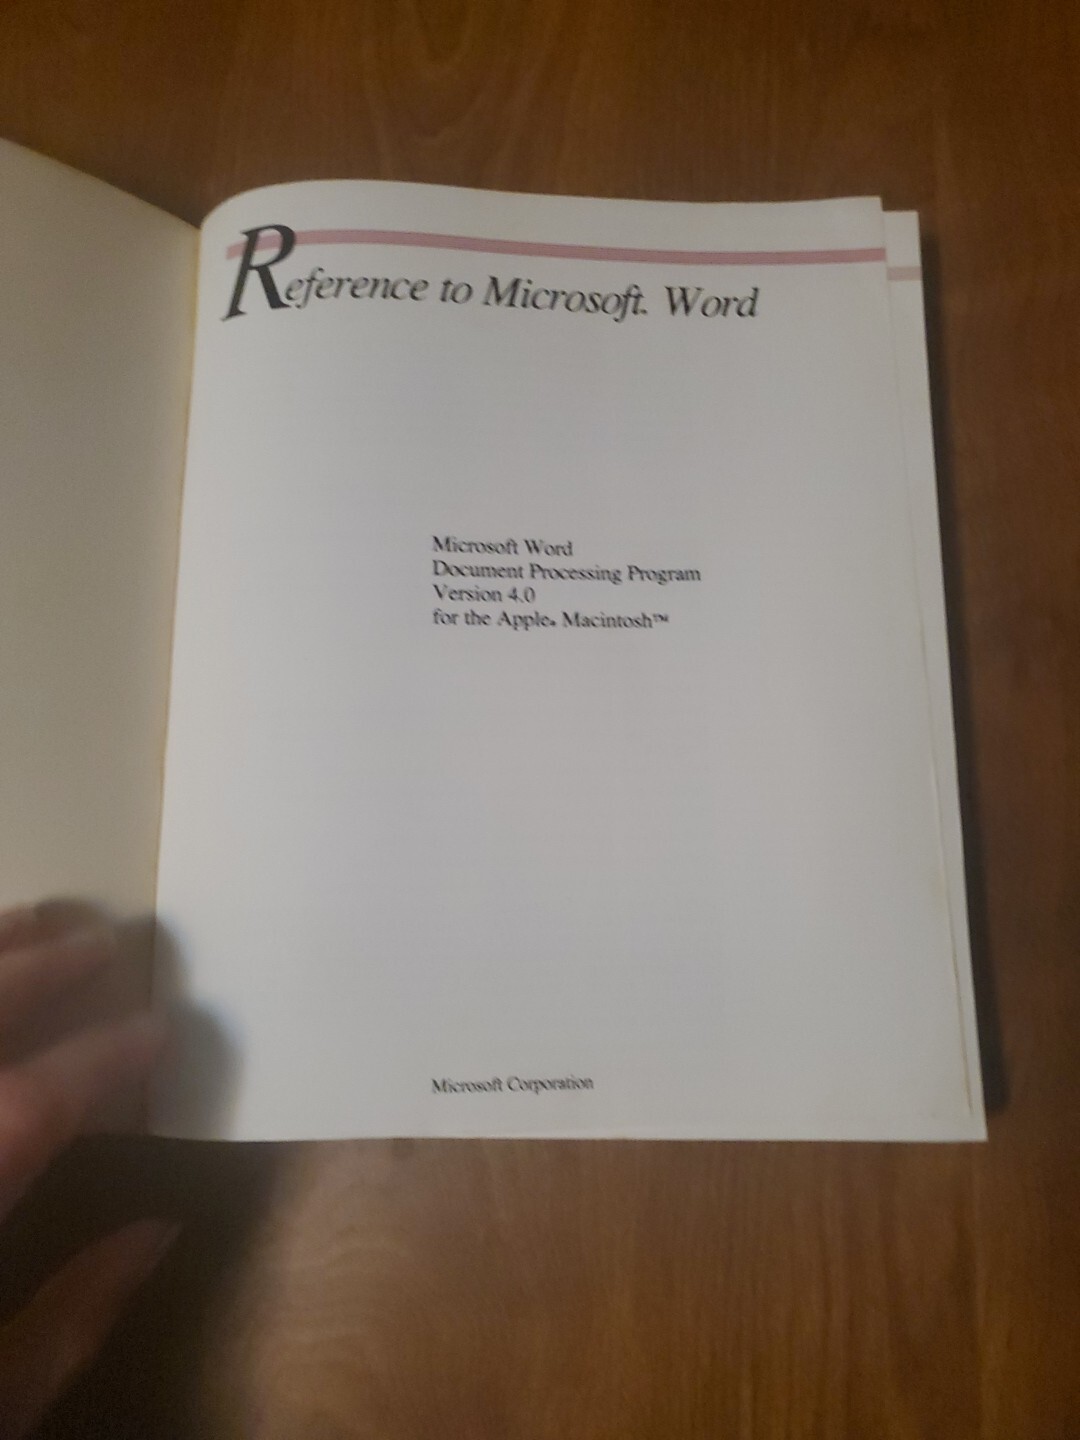 Reference to Microsoft® Word
Microsoft Word
Document Processing Program
Version 4.0
for the Apple® Macintosh™
Microsoft Corporation